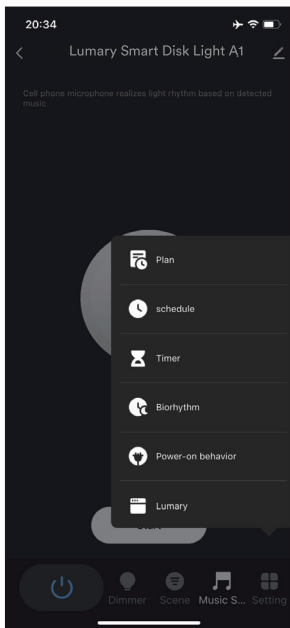 20:34
Lumary Smart Disk Light A1
Cell phone microphone realizes light rhythm based on detected
music
Plan
schedule
Timer
Biorhythm
Power-on behavior
Lumary
Dimmer
Scene
Music S...
Setting